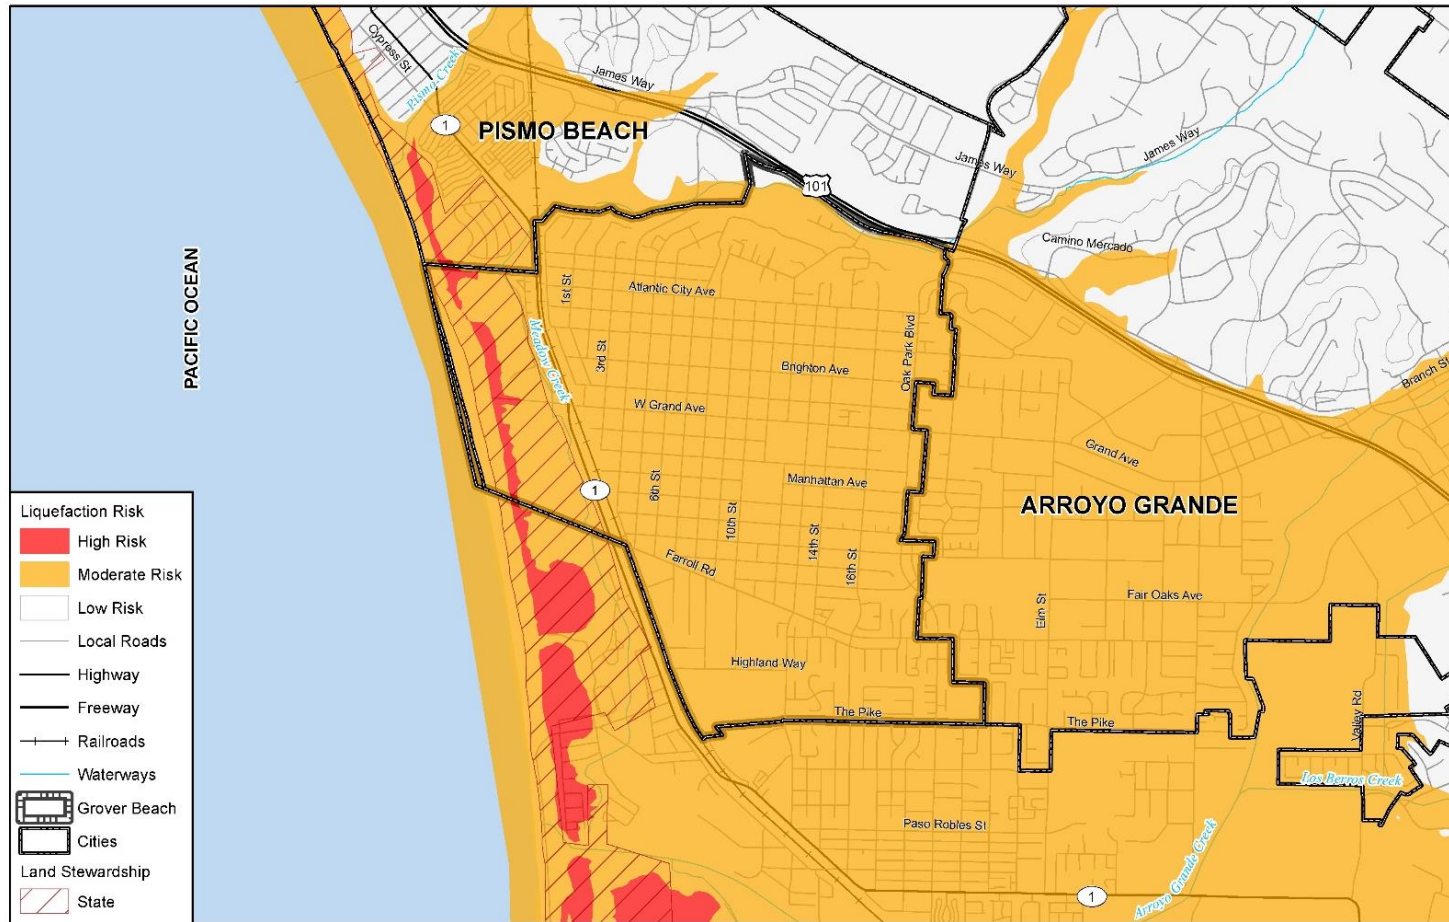 Cypress St
Pismo Creek
James Way
1
PISMO BEACH
James Way
James Way
101
Camino Mercado
PACIFIC OCEAN
1st St
Atlantic City Ave
Meadow Creek
3rd St
Oak Park Blvd
Brighton Ave
Branch St
W Grand Ave
Grand Ave
6th St
Manhattan Ave
1
10th St
ARROYO GRANDE
14th St
16th St
Farroll Rd
Elm St
Fair Oaks Ave
Highland Way
The Pike
The Pike
Valley Rd
Los Berros Creek
Paso Robles St
Arroyo Grande Creek
1
Liquefaction Risk
High Risk
Moderate Risk
Low Risk
Local Roads
Highway
Freeway
Railroads
Waterways
Grover Beach
Cities
Land Stewardship
State